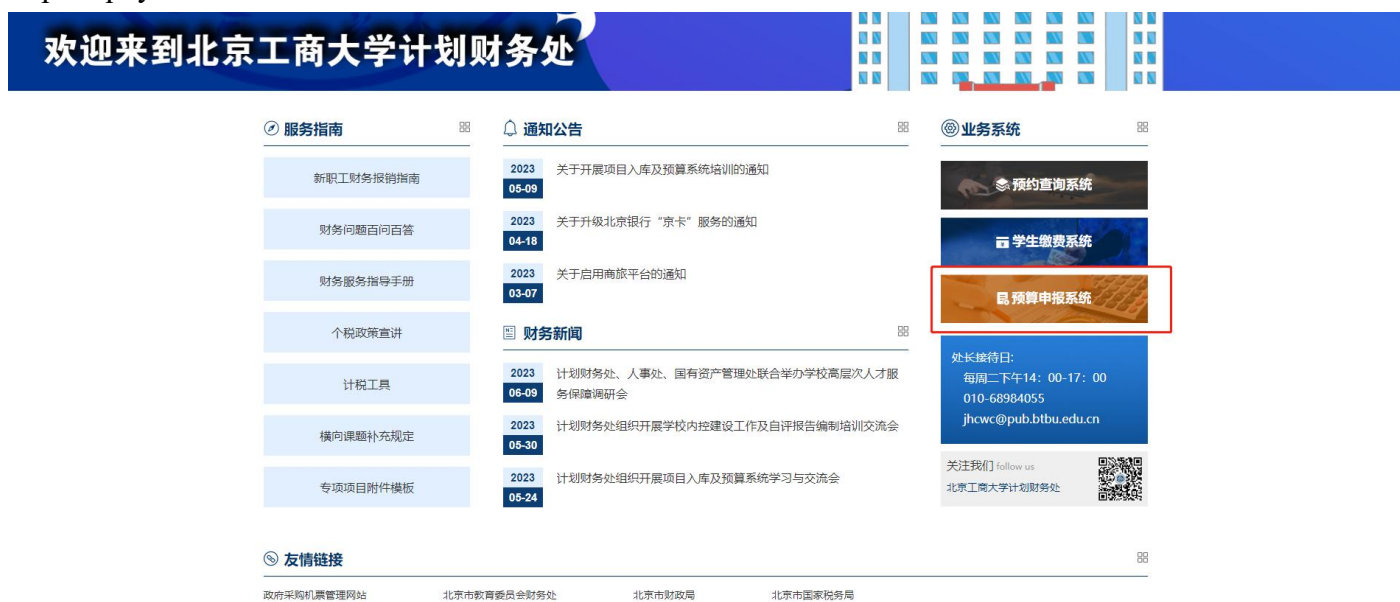 欢迎来到北京工商大学计划财务处
服务指南
新职工财务报销指南
财务问题百问百答
财务服务指导手册
个税政策宣讲
计税工具
横向课题补充规定
专项项目附件模板
通知公告
2023
05-09
关于开展项目入库及预算系统培训的通知
2023
04-18
关于升级北京银行“京卡”服务的通知
2023
03-07
关于启用商旅平台的通知
财务新闻
2023
06-09
计划财务处、人事处、国有资产管理处联合举办学校高层次人才服
务保障调研会
2023
05-30
计划财务处组织开展学校内控建设工作及自评报告编制培训交流会
2023
05-24
计划财务处组织开展项目入库及预算系统学习与交流会
业务系统
预约查询系统
学生缴费系统
预算申报系统
处长接待日:
每周二下午14：00-17：00
010-68984055
jhcwc@pub.btbu.edu.cn
关注我们 follow us
北京工商大学计划财务处
友情链接
政府采购机票管理网站
北京市教育委员会财务处
北京市财政局
北京市国家税务局